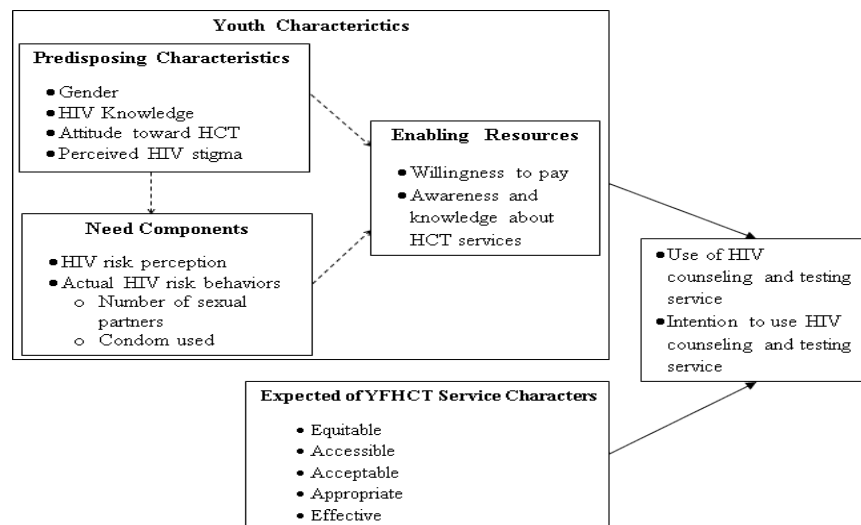 Youth Charterictics
Predisposing Characteristics
● Gender
● HIV Knowledge
● Attitude toward HCT
● Perceived HIV stigma
Need Components
● HIV risk perception
● Actual HIV risk behaviors
o Number of sexual
partners
o Condom used
Enabling Resources
● Willingness to pay
● Awareness and
knowledge about
HCT services
● Use of HIV
counseling and testing
service
● Intention to use HIV
counseling and testing
service
Expected of YFHCT Service Characters
• Equitable
• Accessible
• Acceptable
• Appropriate
• Effective